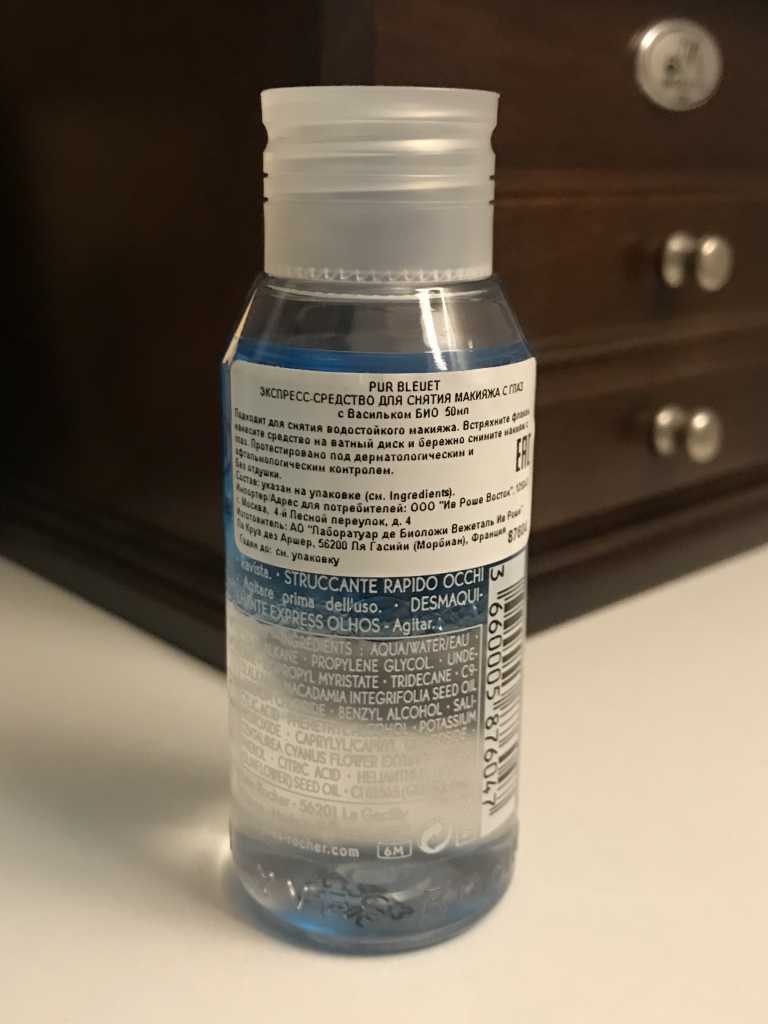 PUR BLEUET
ЭКСПРЕСС-СРЕДСТВО ДЛЯ СНЯТИЯ МАКИЯЖА С ГЛАЗ
с Васильком БИО 50мл
Подходит для снятия водостойкого макияжа. Встряхните флакон,
нанесите средство на ватный диск и бережно снимите макияж с
глаз. Протестировано под дерматологическим и
офтальмологическим контролем.
Без отдушки.
EAC
Состав: указан на упаковке (см. Ingredients).
Импортер/Адрес для потребителей: ООО "Ив Роше Восток",
г. Москва, 4-й Лесной переулок, д. 4
Изготовитель: АО "Лаборатуар де Биоложи Вежеталь Ив Роше"
Ла Круа дез Аршер, 56200 Ля Гасийи (Морбиан), Франция
Годен до: см. упаковку
STRUCCANTE RAPIDO OCCHI
Agitare prima dell'uso. · DESMAQUI-
LHANTE EXPRESS OLHOS - Agitar.
INGREDIENTS : AQUA/WATER/EAU ·
· PROPYLENE GLYCOL · UNDE-
MYRISTATE · TRIDECANE · C9-
MACADAMIA INTEGRIFOLIA SEED OIL
· BENZYL ALCOHOL · SALI-
· POTASSIUM
· CAPRYLYL/CAPRYL
CYANUS FLOWER
· CITRIC ACID ·
SEED OIL ·
Rocher · 56201 La Gacilly
-rocher.com 6M
3 660005 876047